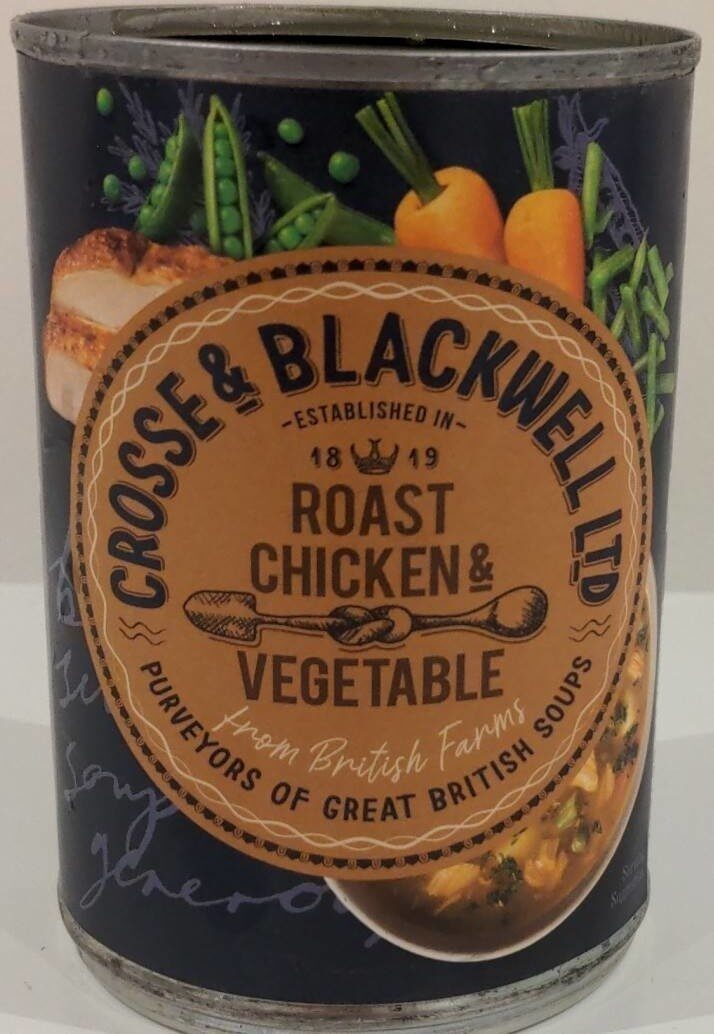 CROSSE & BLACKWELL LTD
-ESTABLISHED IN-
18 19
ROAST
CHICKEN &
VEGETABLE
from British Farms
PURVEYORS OF GREAT BRITISH SOUPS